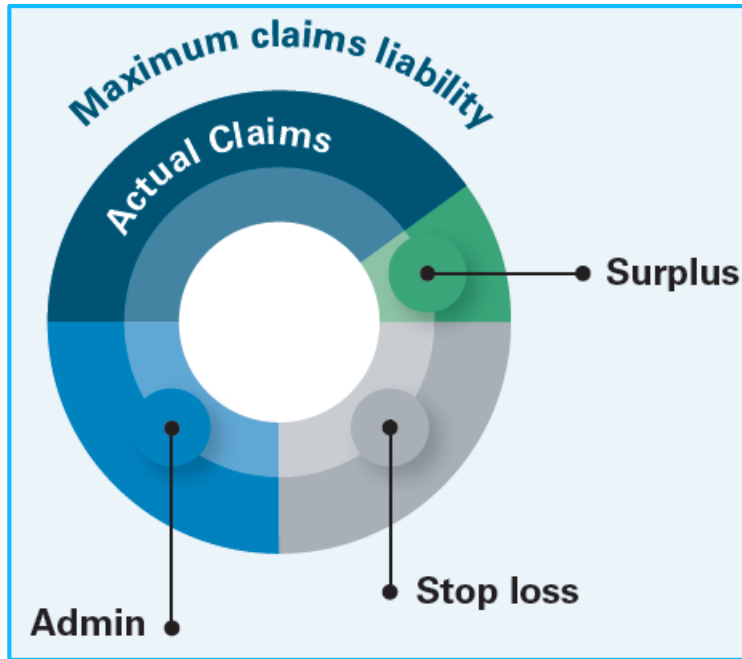 Maximum claims liability
Actual Claims
Surplus
Stop loss
Admin